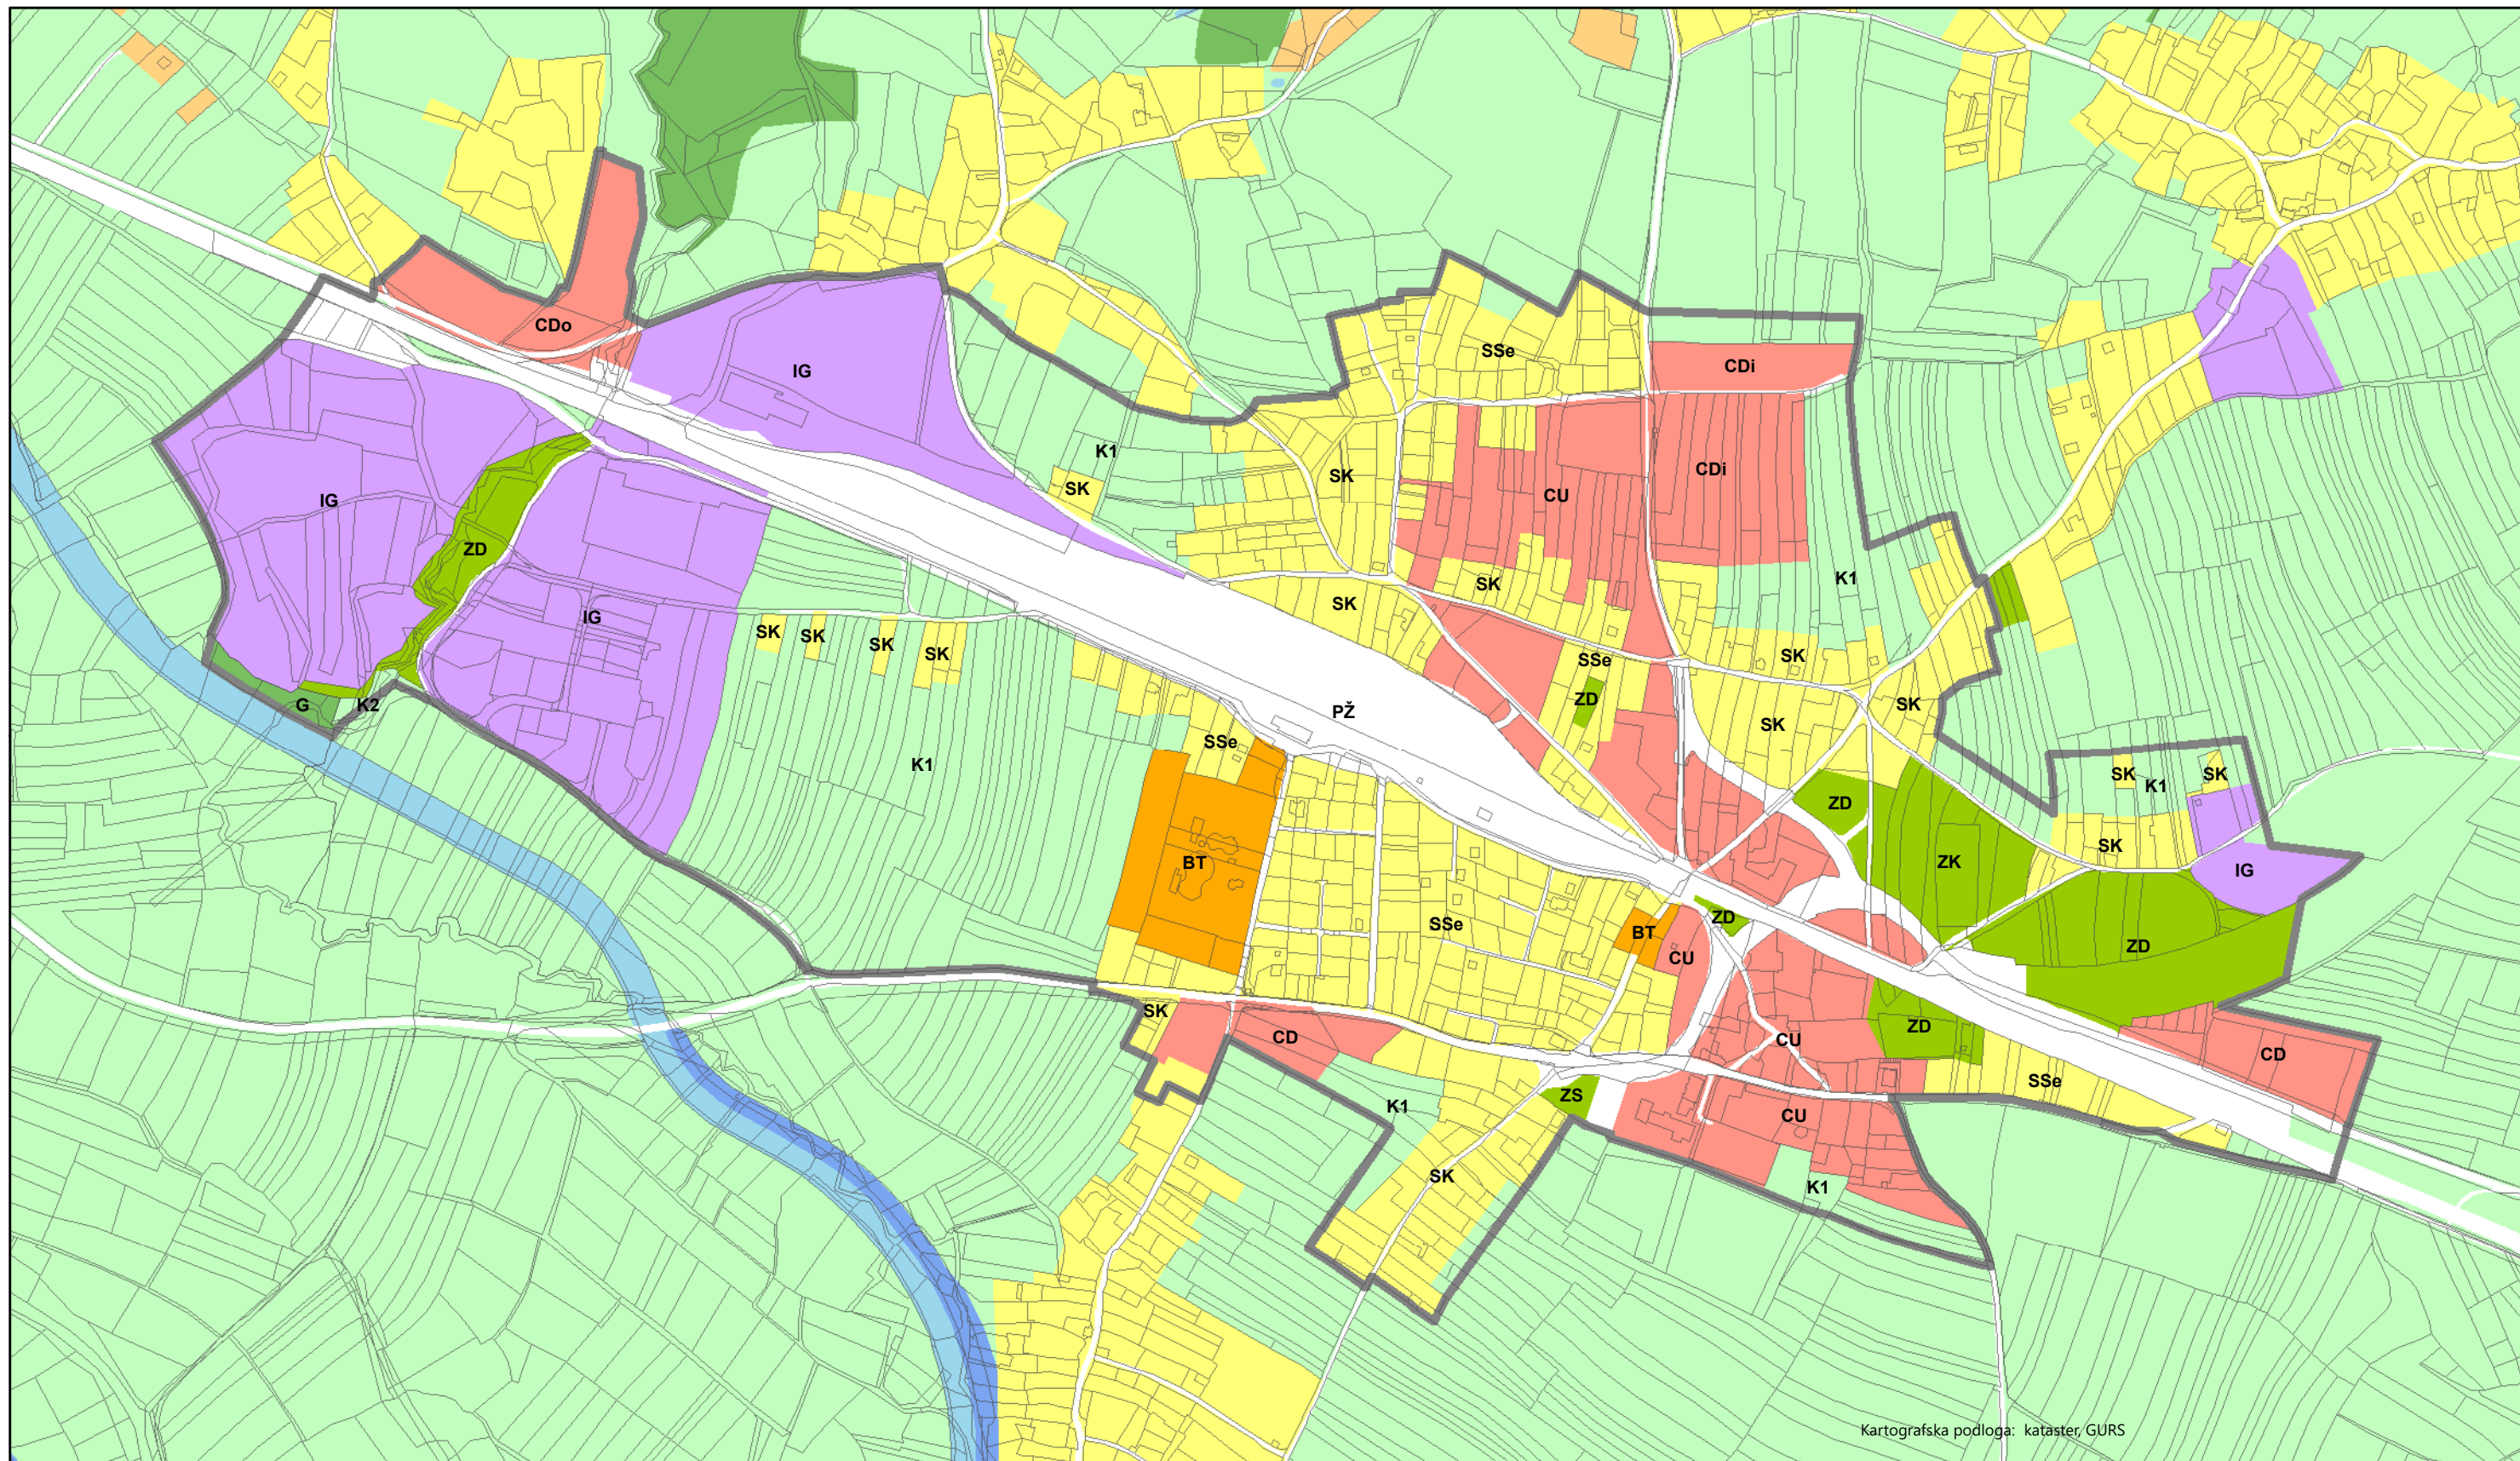 CDo
SSe
CDi
IG
K1
CDi
SK
SK
CU
IG
ZD
K1
SK
SK
IG
SK
SK
SK
SK
SSe
SK
ZD
G
K2
PŽ
SK
SK
SSe
K1
SK
K1
SK
ZD
SK
BT
ZK
IG
ZD
SSe
BT
ZD
CU
SK
CD
ZD
CU
CD
SSe
ZS
K1
CU
SK
K1
Kartografska podloga: kataster, GURS